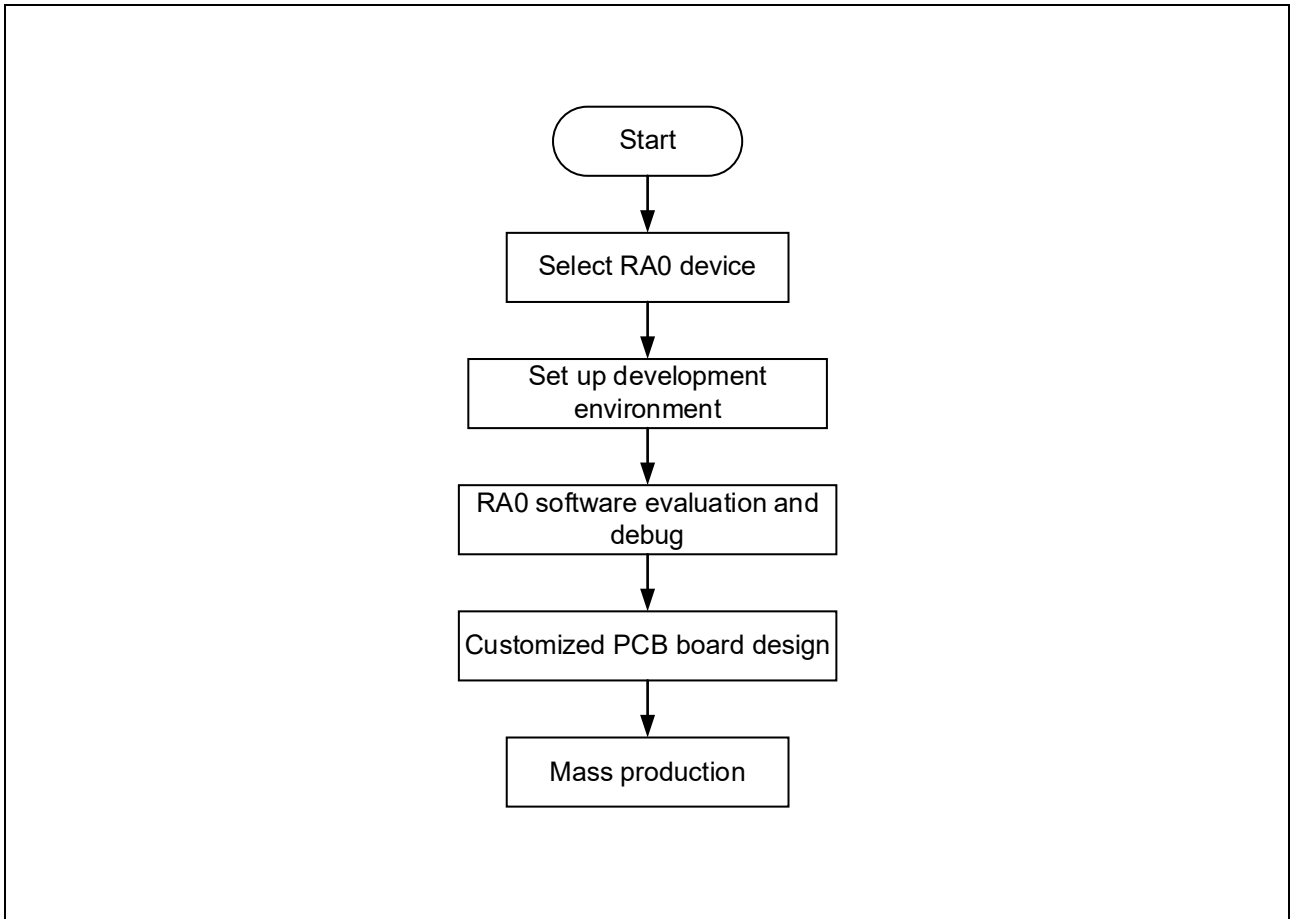 Start
Select RA0 device
Set up development
environment
RA0 software evaluation and
debug
Customized PCB board design
Mass production